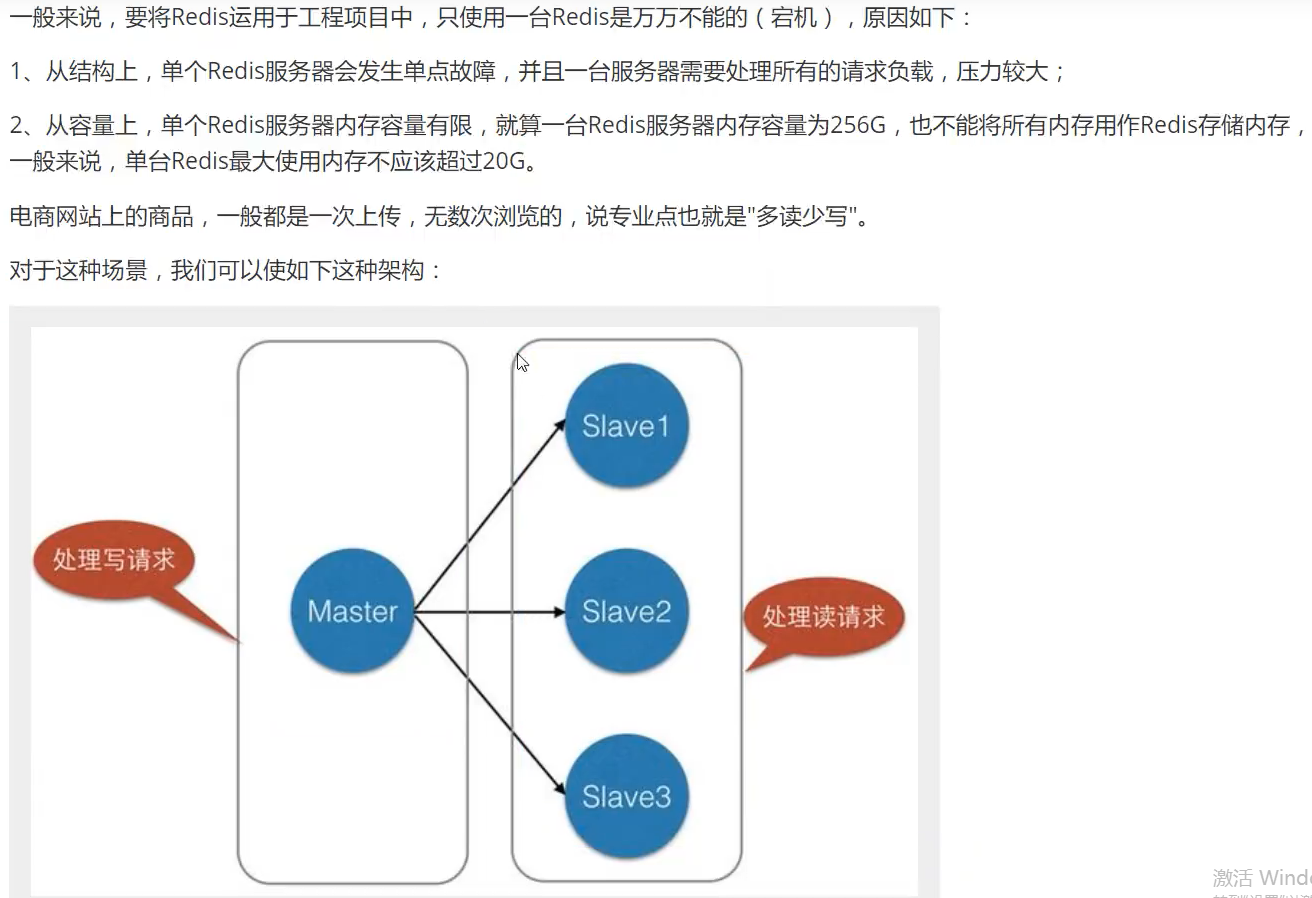 一般来说，要将Redis运用于工程项目中，只使用一台Redis是万万不能的（宕机），原因如下：
1、从结构上，单个Redis服务器会发生单点故障，并且一台服务器需要处理所有的请求负载，压力较大；
2、从容量上，单个Redis服务器内存容量有限，就算一台Redis服务器内存容量为256G，也不能将所有内存用作Redis存储内存，
一般来说，单台Redis最大使用内存不应该超过20G。
电商网站上的商品，一般都是一次上传，无数次浏览的，说专业点也就是"多读少写"。
对于这种场景，我们可以使如下这种架构：
Slave1
处理写请求
Master
Slave2
处理读请求
Slave3
激活 Wind